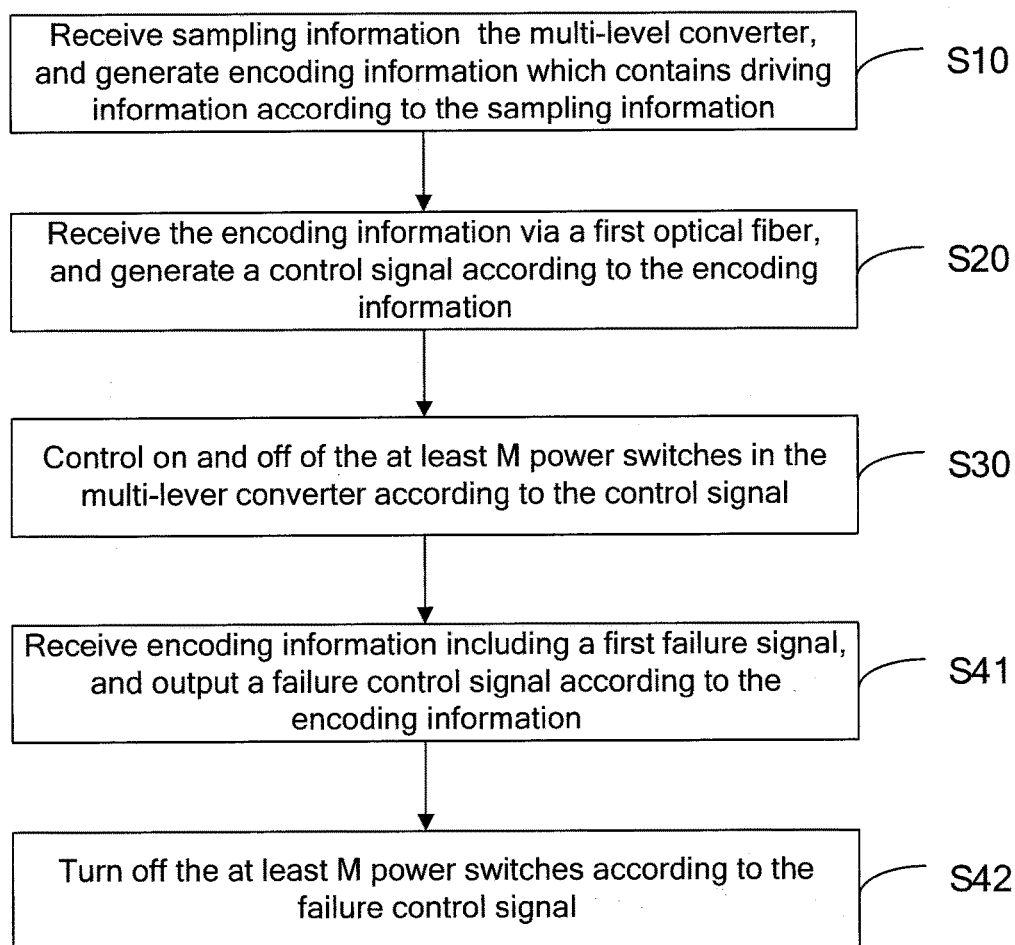 Receive sampling information the multi-level converter,
and generate encoding information which contains driving
information according to the sampling information
S10
Receive the encoding information via a first optical fiber,
and generate a control signal according to the encoding
information
S20
Control on and off of the at least M power switches in the
multi-lever converter according to the control signal
S30
Receive encoding information including a first failure signal,
and output a failure control signal according to the
encoding information
S41
Turn off the at least M power switches according to the
failure control signal
S42